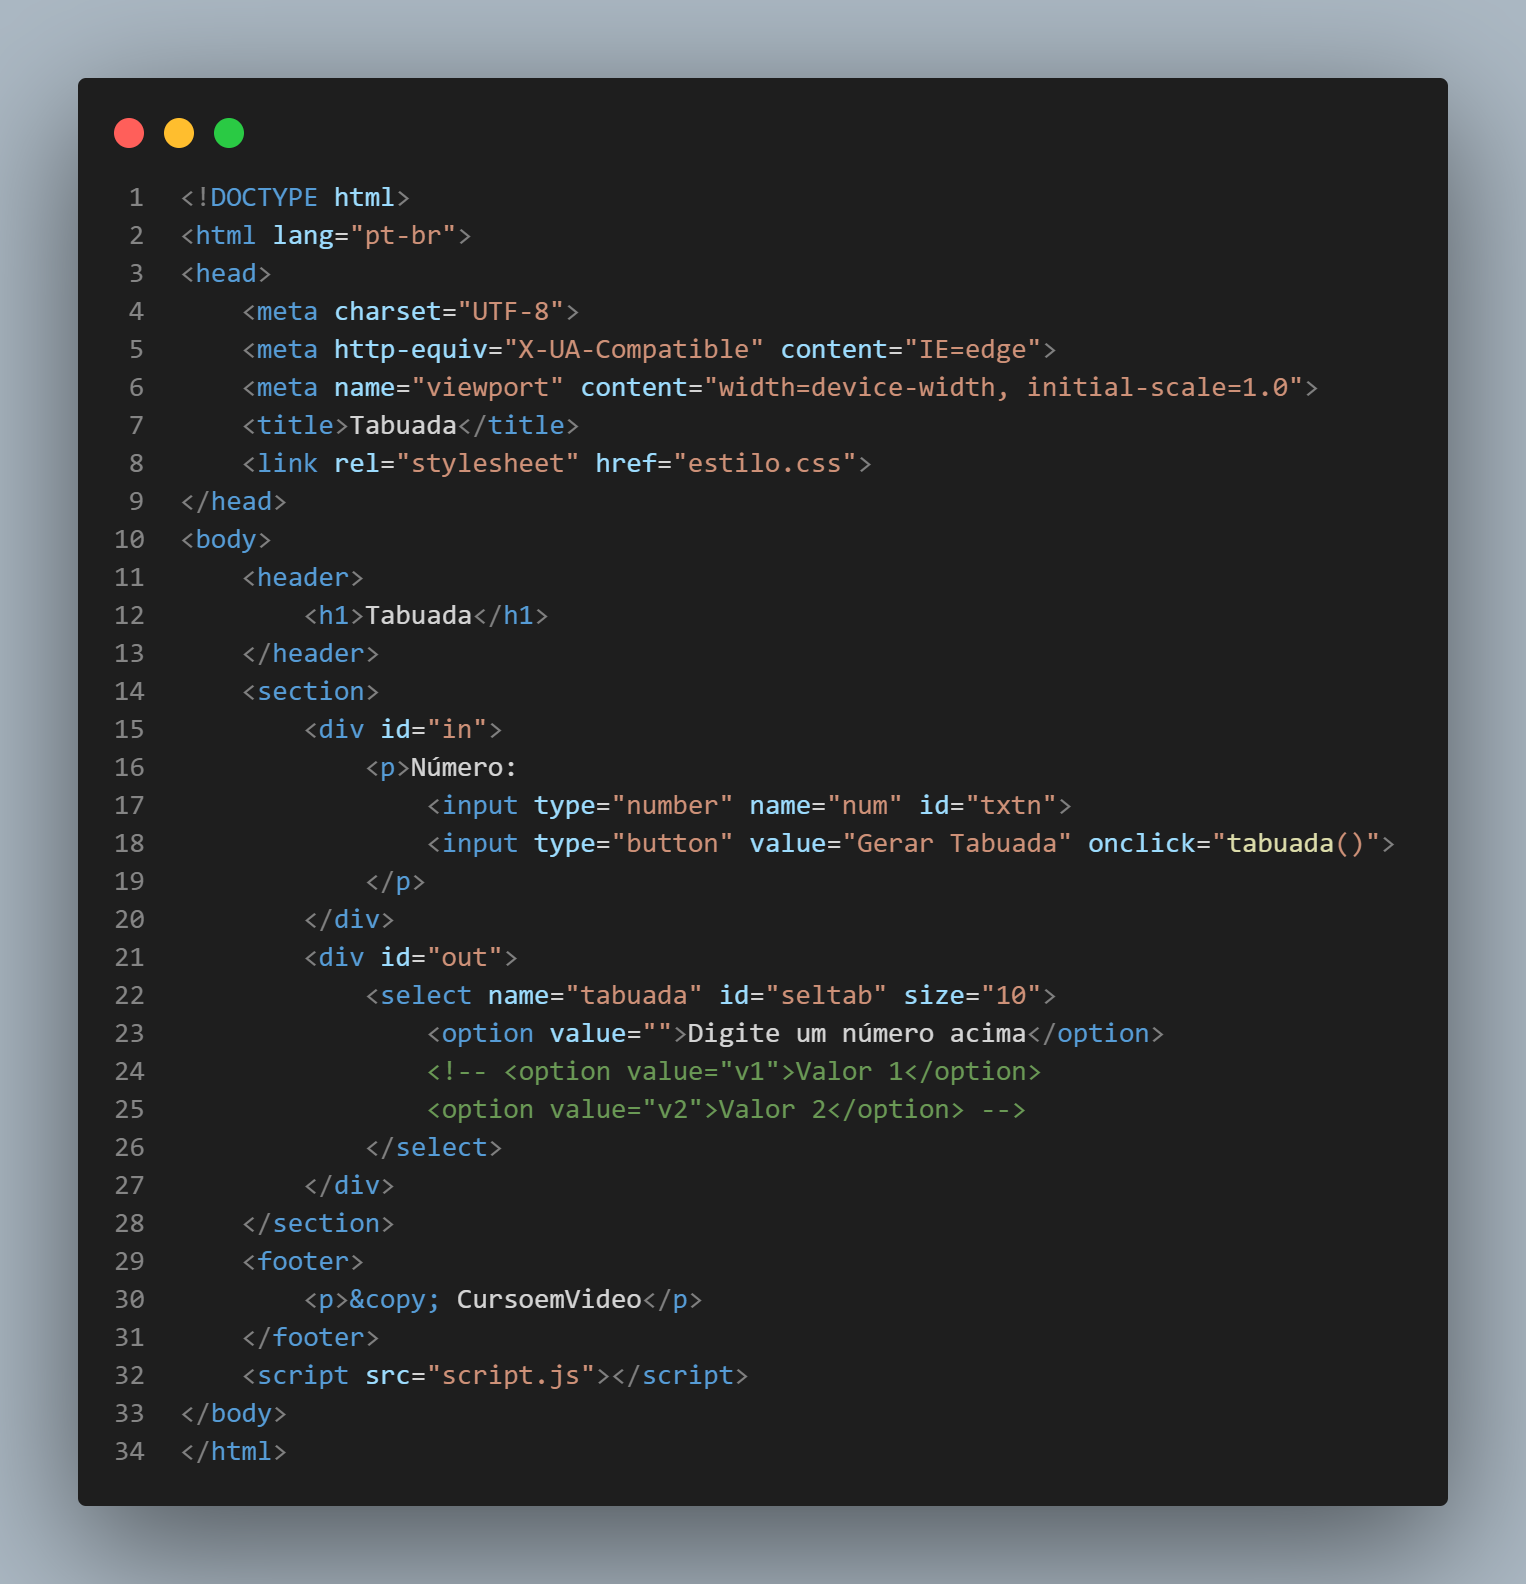 1 <!DOCTYPE html>
2 <html lang="pt-br">
3 <head>
4     <meta charset="UTF-8">
5     <meta http-equiv="X-UA-Compatible" content="IE=edge">
6     <meta name="viewport" content="width=device-width, initial-scale=1.0">
7     <title>Tabuada</title>
8     <link rel="stylesheet" href="estilo.css">
9 </head>
10 <body>
11     <header>
12         <h1>Tabuada</h1>
13     </header>
14     <section>
15         <div id="in">
16             <p>Número:
17                 <input type="number" name="num" id="txtn">
18                 <input type="button" value="Gerar Tabuada" onclick="tabuada()">
19             </p>
20         </div>
21         <div id="out">
22             <select name="tabuada" id="seltab" size="10">
23                 <option value="">Digite um número acima</option>
24                 <!-- <option value="v1">Valor 1</option>
25                 <option value="v2">Valor 2</option> -->
26             </select>
27         </div>
28     </section>
29     <footer>
30         <p>&copy; CursoemVideo</p>
31     </footer>
32     <script src="script.js"></script>
33 </body>
34 </html>